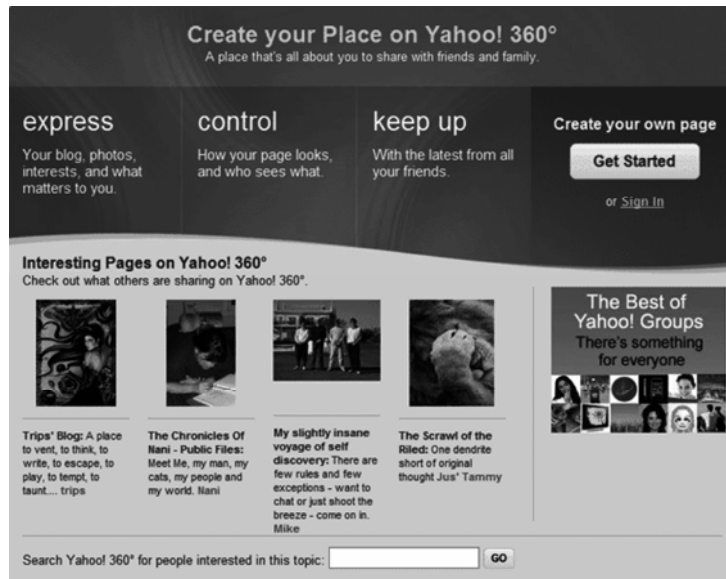 Create your Place on Yahoo! 360°
A place that's all about you to share with friends and family.
express
Your blog, photos,
interests, and what
matters to you.
control
How your page looks,
and who sees what.
keep up
With the latest from all
your friends.
Create your own page
Get Started
or Sign In
Interesting Pages on Yahoo! 360°
Check out what others are sharing on Yahoo! 360°.
Trips' Blog: A place
to vent, to think, to
write, to escape, to
play, to tempt, to
taunt.... trips
The Chronicles Of
Nani - Public Files:
Meet Me, my man, my
cats, my people and
my world. Nani
My slightly insane
voyage of self
discovery: There are
few rules and few
exceptions - want to
chat or just shoot the
breeze - come on in.
Mike
The Scrawl of the
Riled: One dendrite
short of original
thought Jus' Tammy
The Best of
Yahoo! Groups
There's something
for everyone
Search Yahoo! 360° for people interested in this topic:
GO